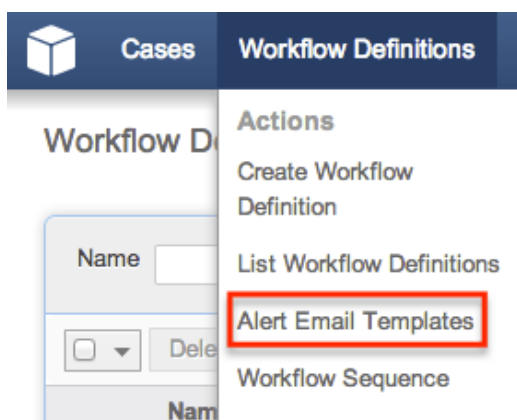 Cases Workflow Definitions
Workflow D
Actions
Create Workflow
Definition
Name
List Workflow Definitions
Alert Email Templates
Dele
Workflow Sequence
Nam